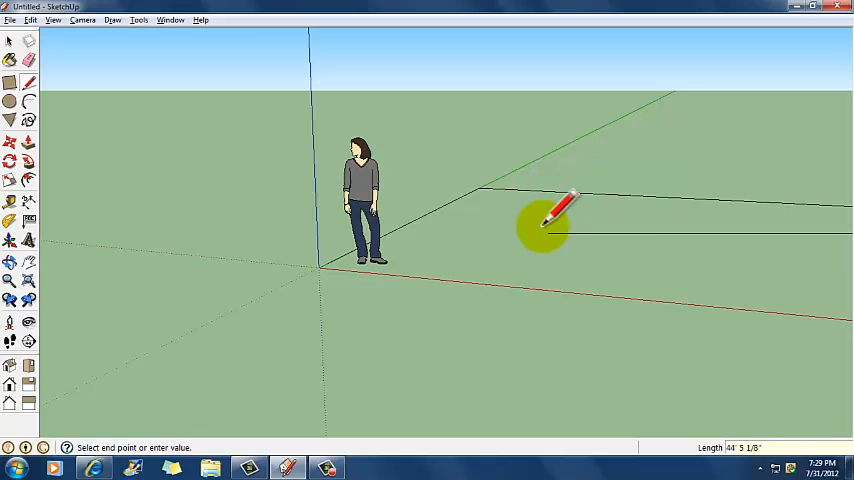 Untitled - SketchUp
File Edit View Camera Draw Tools Window Help
Select end point or enter value.
Length 44' 5 1/8"
7:29 PM
7/31/2012